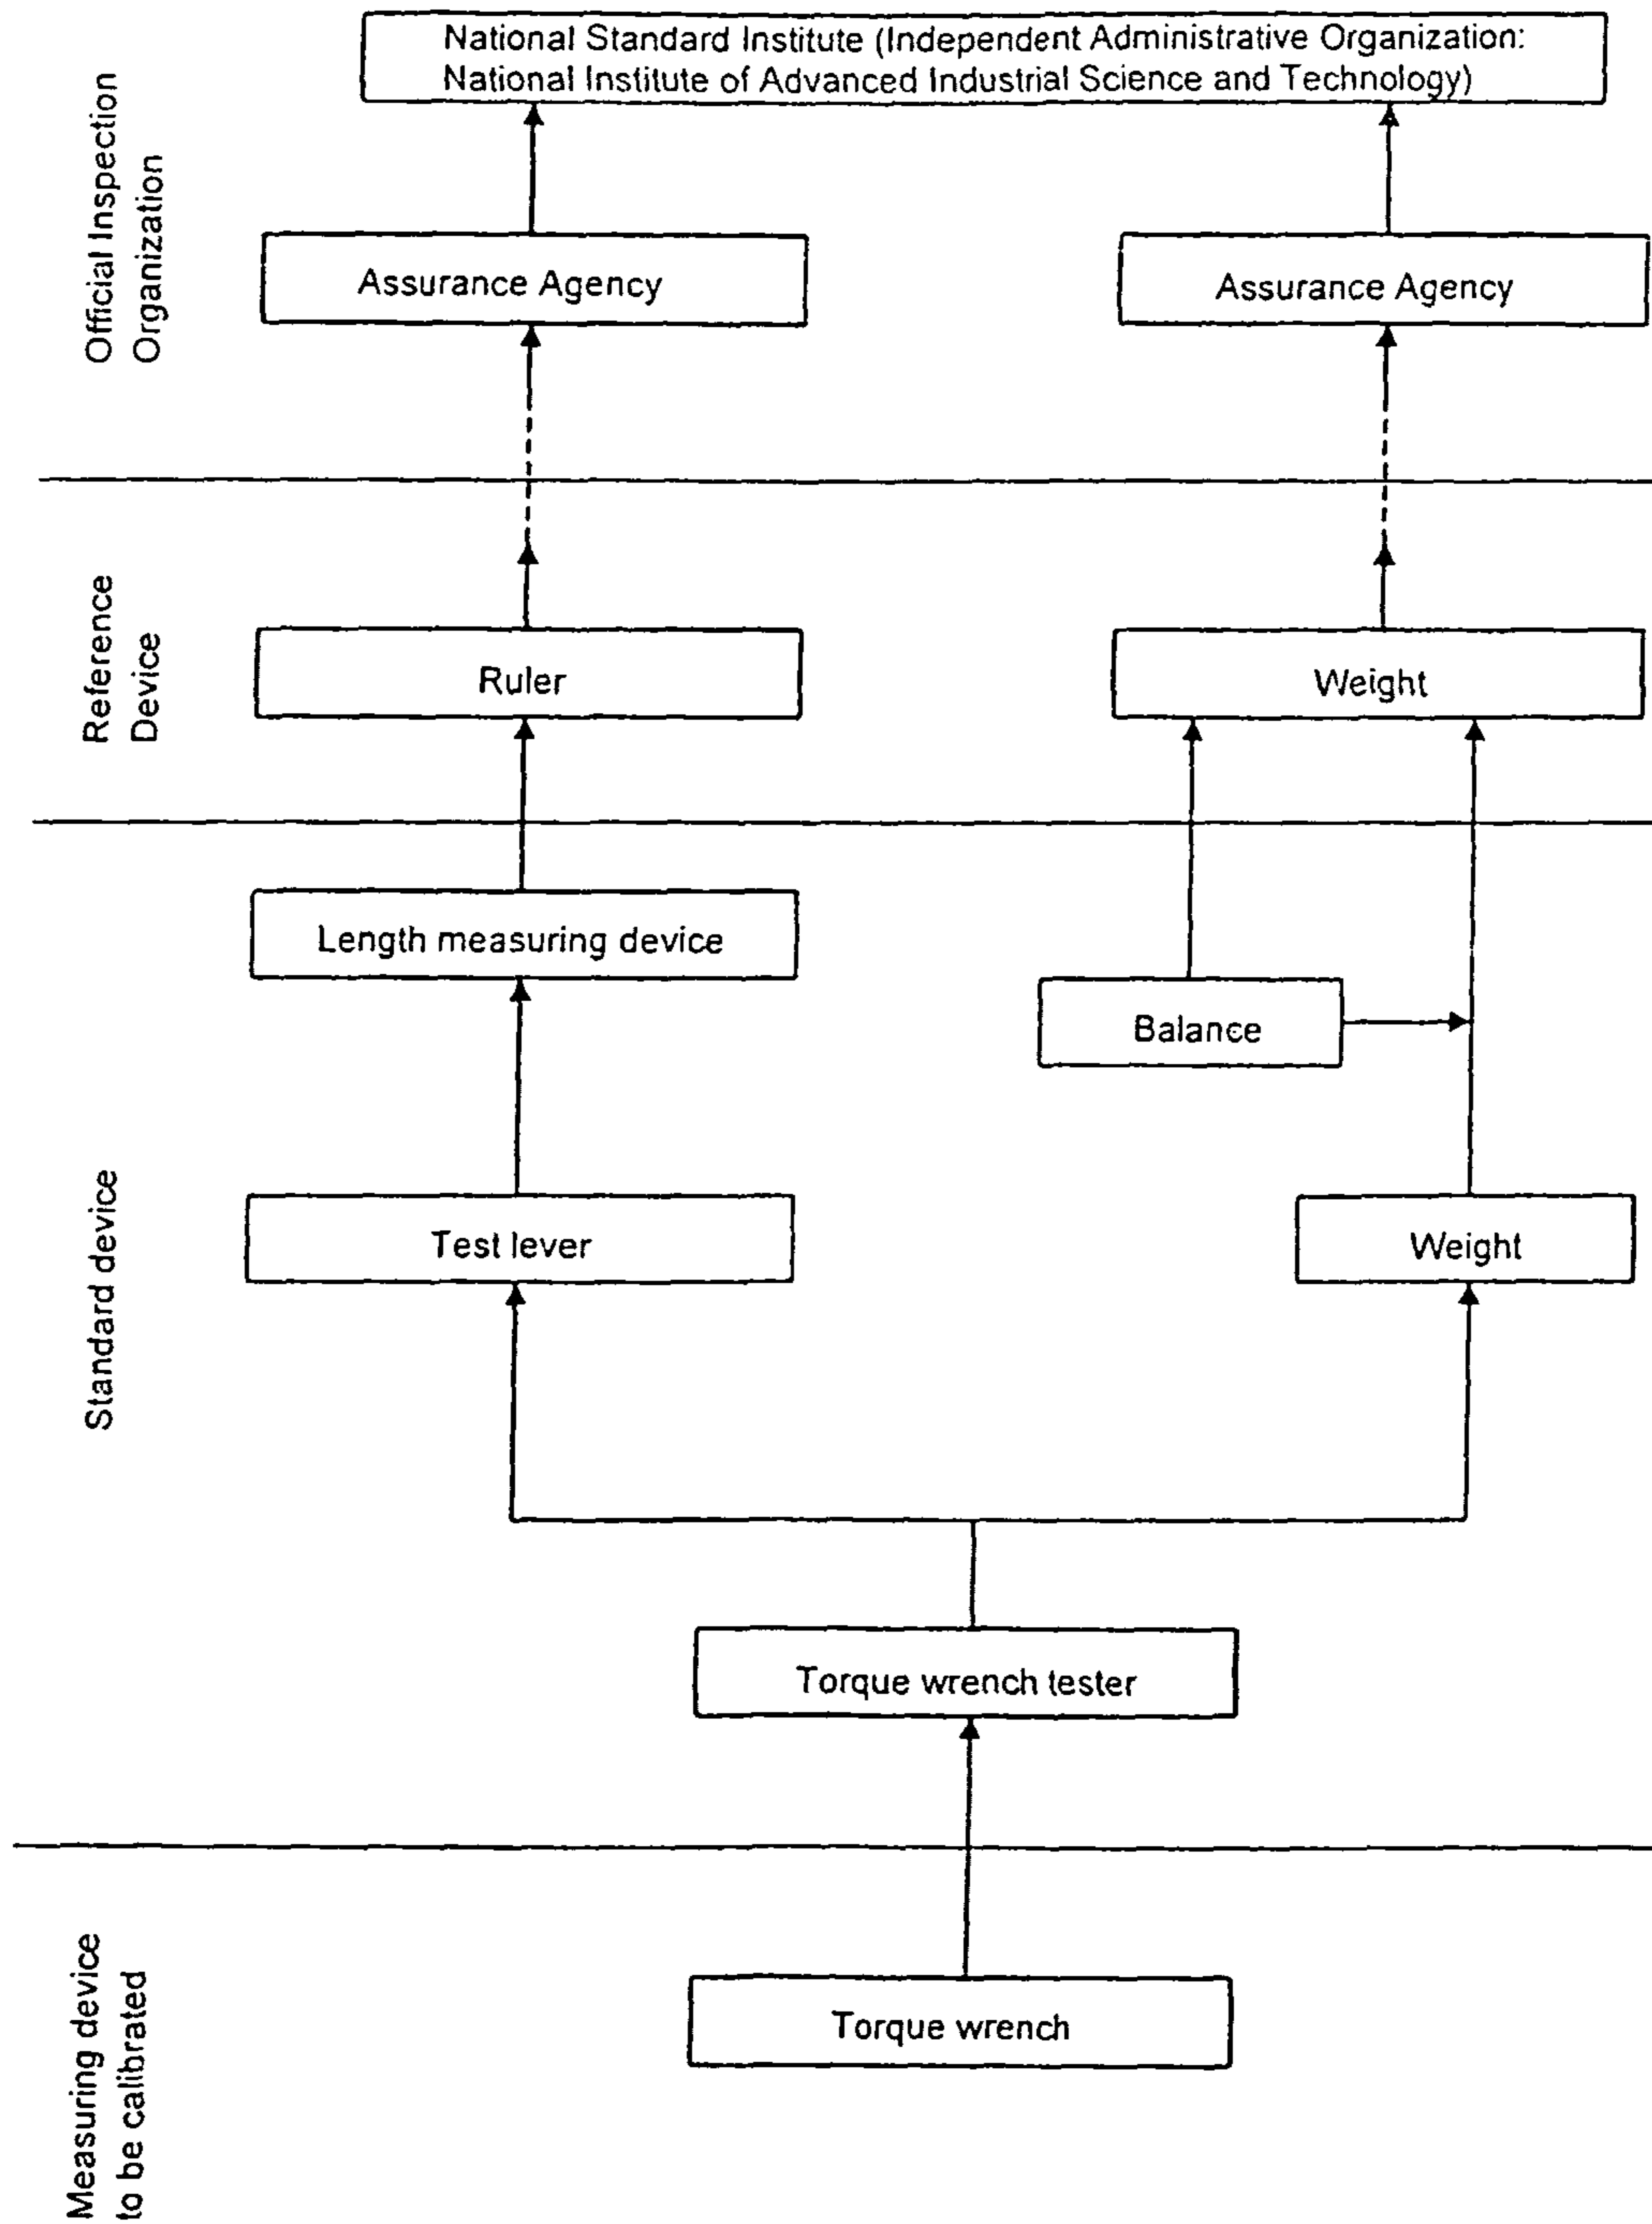 National Standard Institute (Independent Administrative Organization:
National Institute of Advanced Industrial Science and Technology)
Official Inspection
Organization
Assurance Agency
Assurance Agency
Reference
Device
Ruler
Weight
Standard device
Length measuring device
Balance
Test lever
Weight
Torque wrench tester
Measuring device
to be calibrated
Torque wrench